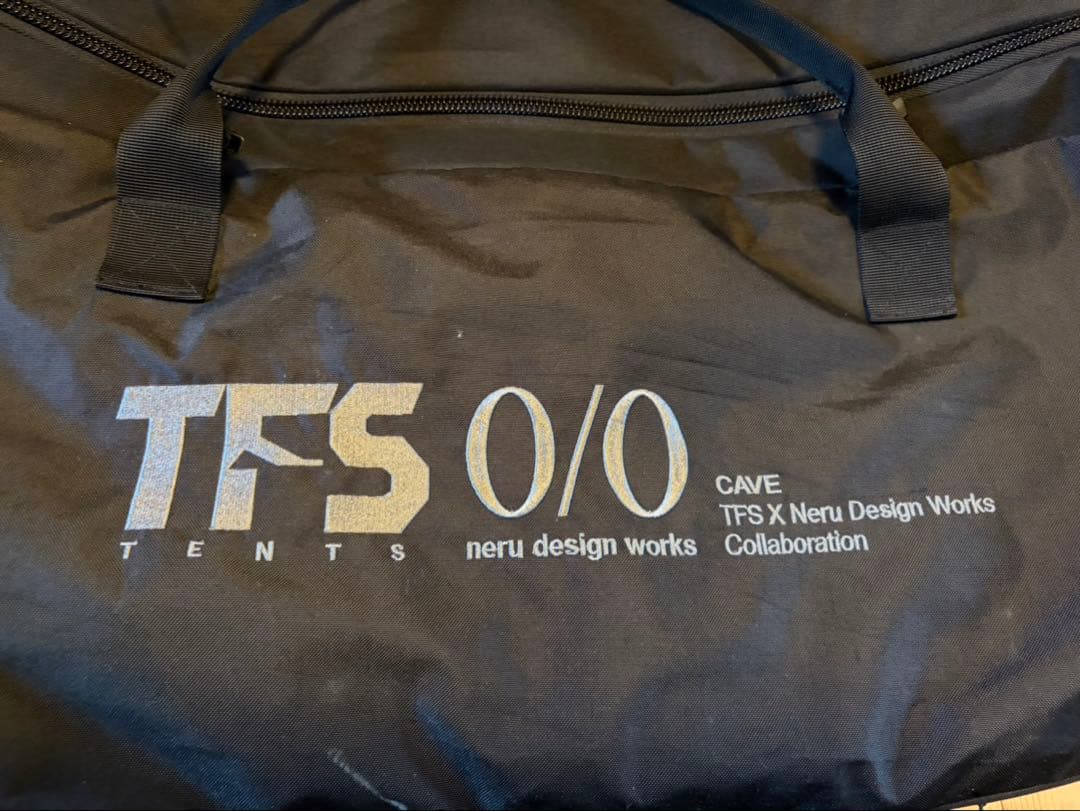 TFS
TENTS
0/0
neru design works
CAVE
TFS X Neru Design Works
Collaboration